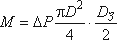 M = ΔP πD²/4 · D₃/2